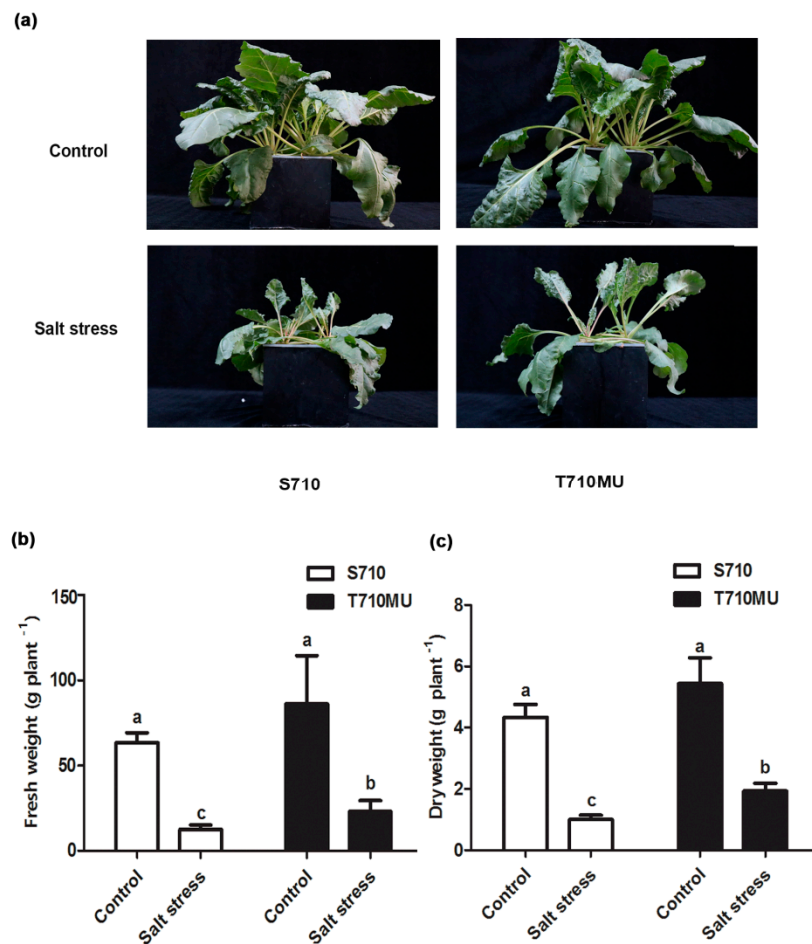 (a)
Control
Salt stress
S710
T710MU
(b)
S710
T710MU
Fresh weight (g plant⁻¹)
150
100
50
0
a
c
a
b
Control
Salt stress
Control
Salt stress
(c)
S710
T710MU
Dry weight (g plant⁻¹)
8
6
4
2
0
a
c
a
b
Control
Salt stress
Control
Salt stress